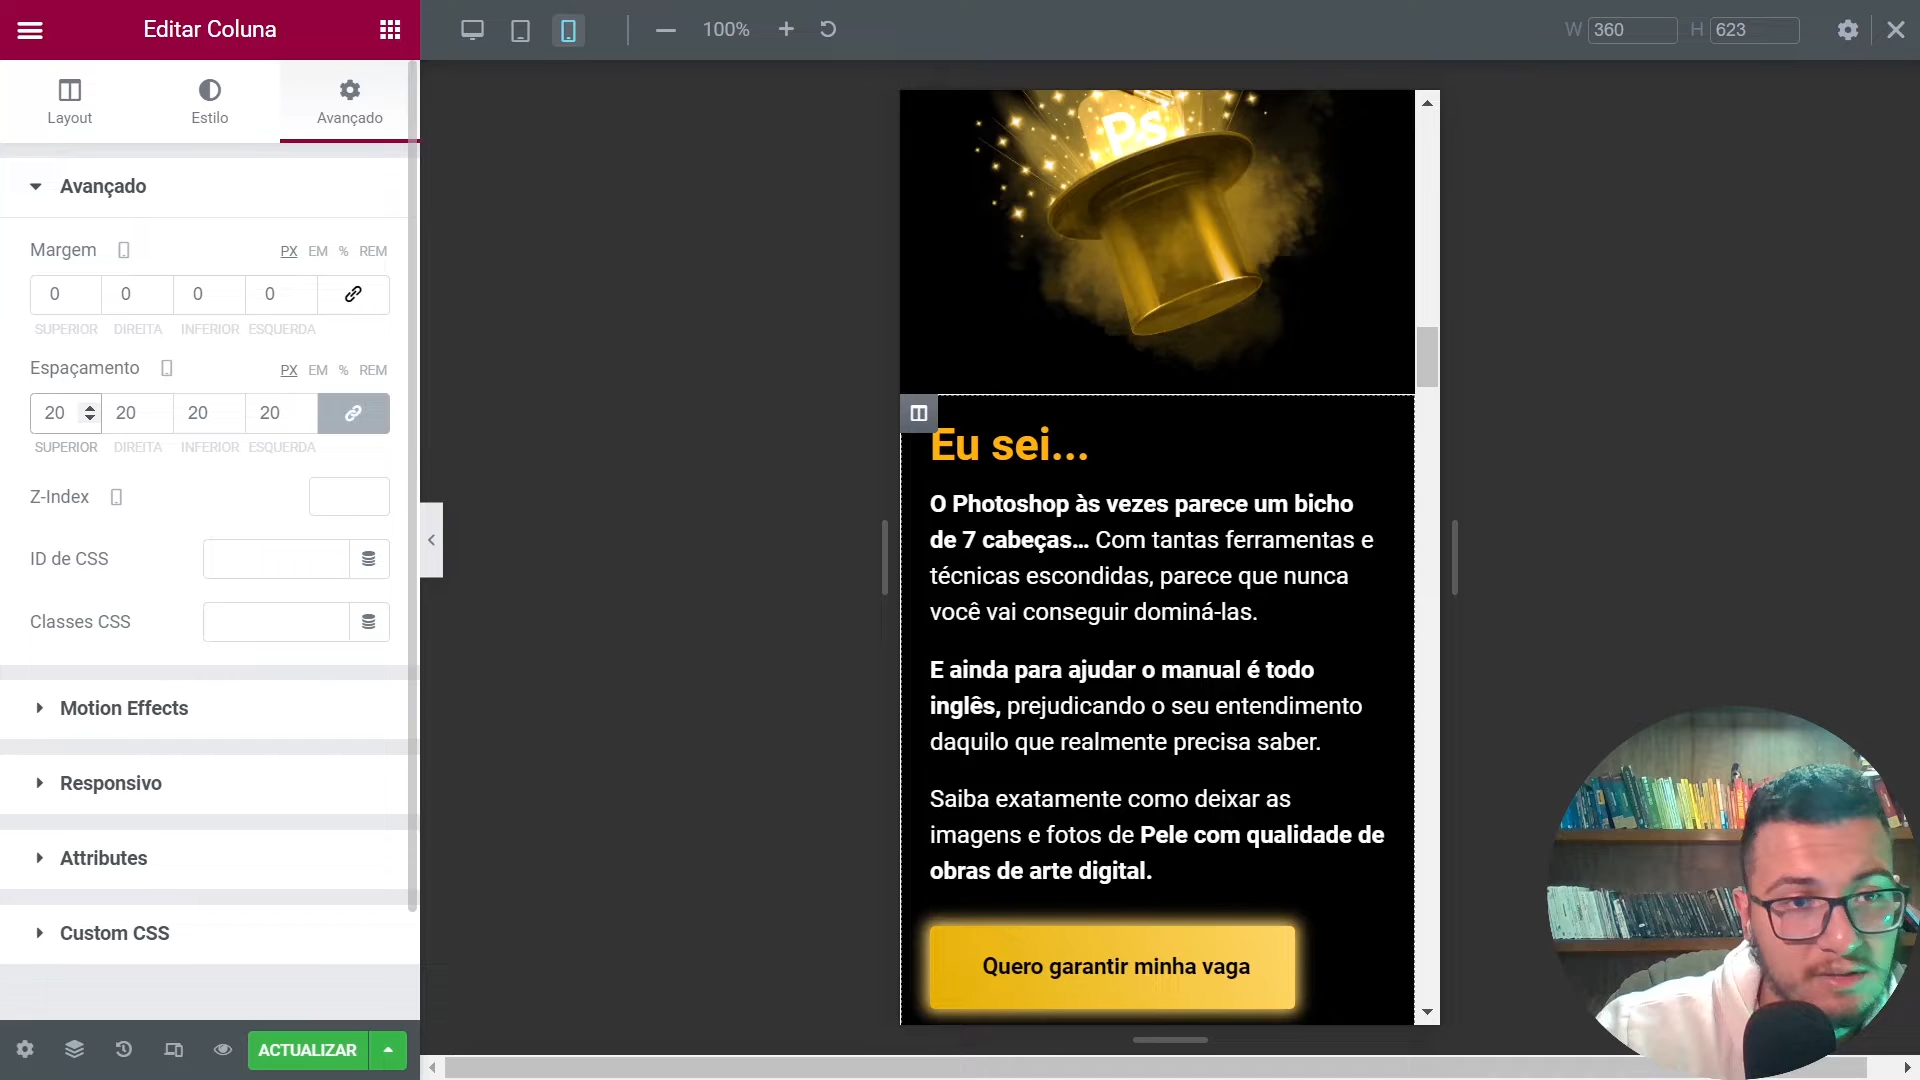 Editar Coluna
100%
W 360 H 623
Layout
Estilo
Avançado
Avançado
Margem PX EM % REM
0 0 0 0
SUPERIOR DIREITA INFERIOR ESQUERDA
Espaçamento PX EM % REM
20 20 20 20
SUPERIOR DIREITA INFERIOR ESQUERDA
Z-Index
ID de CSS
Classes CSS
Motion Effects
Responsivo
Attributes
Custom CSS
ACTUALIZAR
Ps
Eu sei...
O Photoshop às vezes parece um bicho
de 7 cabeças... Com tantas ferramentas e
técnicas escondidas, parece que nunca
você vai conseguir dominá-las.
E ainda para ajudar o manual é todo
inglês, prejudicando o seu entendimento
daquilo que realmente precisa saber.
Saiba exatamente como deixar as
imagens e fotos de Pele com qualidade de
obras de arte digital.
Quero garantir minha vaga